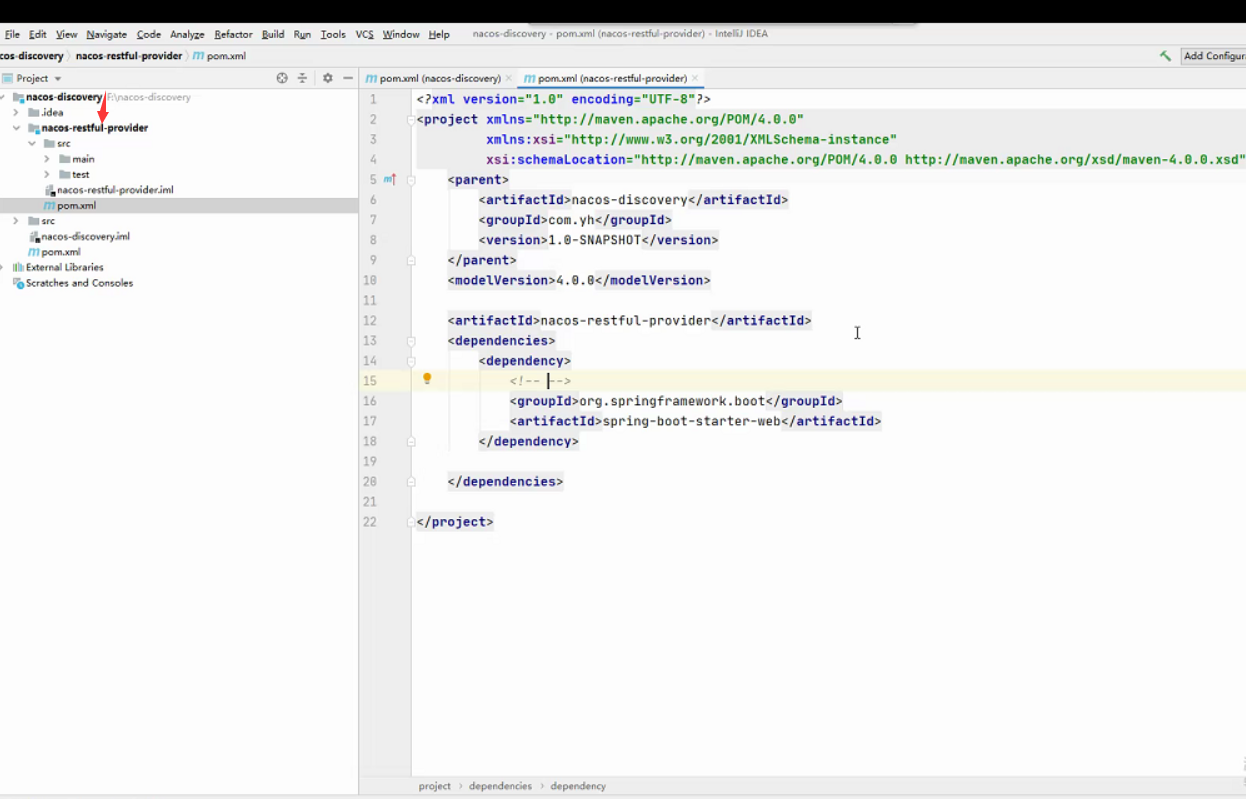 File Edit View Navigate Code Analyze Refactor Build Run Tools VCS Window Help nacos-discovery - pom.xml (nacos-restful-provider) - IntelliJ IDEA
cos-discovery nacos-restful-provider pom.xml Add Configur
Project
pom.xml (nacos-discovery) pom.xml (nacos-restful-provider)
nacos-discovery F:\nacos-discovery
.idea
nacos-restful-provider
src
main
test
nacos-restful-provider.iml
pom.xml
src
nacos-discovery.iml
pom.xml
External Libraries
Scratches and Consoles
1 <?xml version="1.0" encoding="UTF-8"?>
2 <project xmlns="http://maven.apache.org/POM/4.0.0"
3 xmlns:xsi="http://www.w3.org/2001/XMLSchema-instance"
4 xsi:schemaLocation="http://maven.apache.org/POM/4.0.0 http://maven.apache.org/xsd/maven-4.0.0.xsd"
5 <parent>
6 <artifactId>nacos-discovery</artifactId>
7 <groupId>com.yh</groupId>
8 <version>1.0-SNAPSHOT</version>
9 </parent>
10 <modelVersion>4.0.0</modelVersion>
11
12 <artifactId>nacos-restful-provider</artifactId>
13 <dependencies>
14 <dependency>
15 <!-- -->
16 <groupId>org.springframework.boot</groupId>
17 <artifactId>spring-boot-starter-web</artifactId>
18 </dependency>
19
20 </dependencies>
21
22 </project>
project dependencies dependency